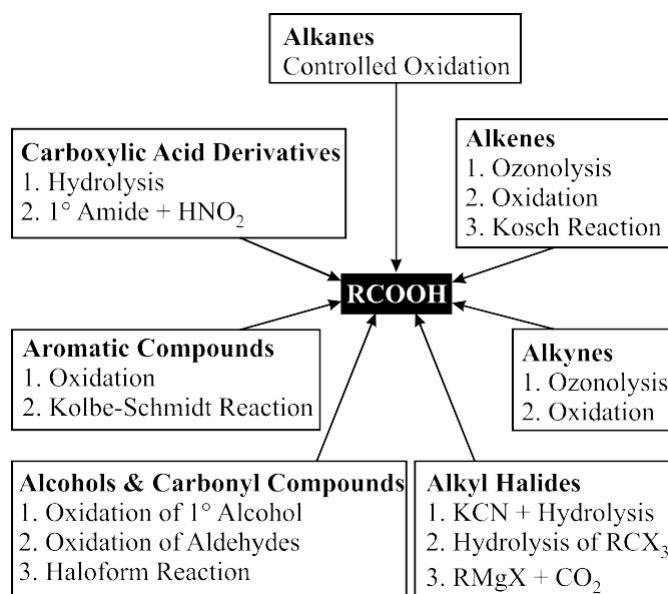 Alkanes
Controlled Oxidation
Carboxylic Acid Derivatives
1. Hydrolysis
2. 1° Amide + HNO₂
Alkenes
1. Ozonolysis
2. Oxidation
3. Kosch Reaction
RCOOH
Aromatic Compounds
1. Oxidation
2. Kolbe-Schmidt Reaction
Alkynes
1. Ozonolysis
2. Oxidation
Alcohols & Carbonyl Compounds
1. Oxidation of 1° Alcohol
2. Oxidation of Aldehydes
3. Haloform Reaction
Alkyl Halides
1. KCN + Hydrolysis
2. Hydrolysis of RCX₃
3. RMgX + CO₂